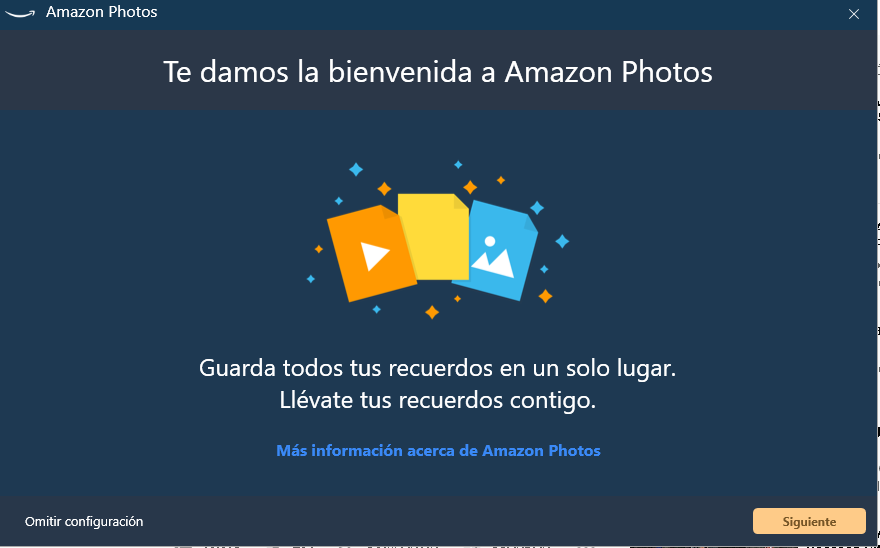 Amazon Photos
Te damos la bienvenida a Amazon Photos
Guarda todos tus recuerdos en un solo lugar.
Llévate tus recuerdos contigo.
Más información acerca de Amazon Photos
Omitir configuración
Siguiente